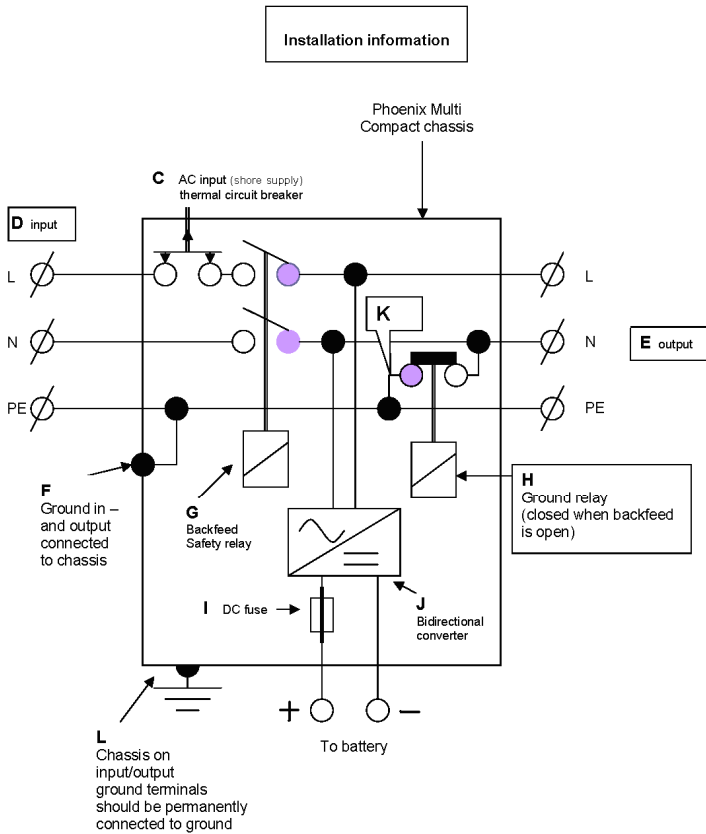 Installation information
Phoenix Multi
Compact chassis
C AC input (shore supply)
thermal circuit breaker
D input
L
L
K
N
N
E output
PE
PE
F
Ground in –
and output
connected
to chassis
G
Backfeed
Safety relay
H
Ground relay
(closed when backfeed
is open)
I DC fuse
J
Bidirectional
converter
+
–
To battery
L
Chassis on
input/output
ground terminals
should be permanently
connected to ground